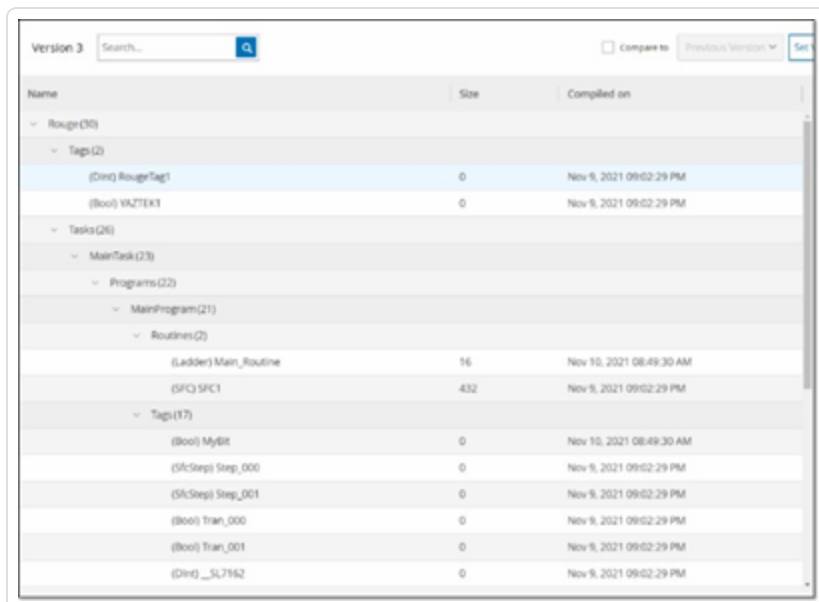 Version 3 Search... Compare to Previous Version Set
Name Size Compiled on
Rouge (30)
Tags (2)
(Dint) RougeTag1 0 Nov 9, 2021 09:02:29 PM
(Bool) YAZTEK1 0 Nov 9, 2021 09:02:29 PM
Tasks (26)
MainTask (23)
Programs (22)
MainProgram (21)
Routines (2)
(Ladder) Main_Routine 16 Nov 10, 2021 08:49:30 AM
(SFC) SFC1 432 Nov 9, 2021 09:02:29 PM
Tags (17)
(Bool) MyBit 0 Nov 10, 2021 08:49:30 AM
(SfcStep) Step_000 0 Nov 9, 2021 09:02:29 PM
(SfcStep) Step_001 0 Nov 9, 2021 09:02:29 PM
(Bool) Tran_000 0 Nov 9, 2021 09:02:29 PM
(Bool) Tran_001 0 Nov 9, 2021 09:02:29 PM
(Dint) __SL7162 0 Nov 9, 2021 09:02:29 PM